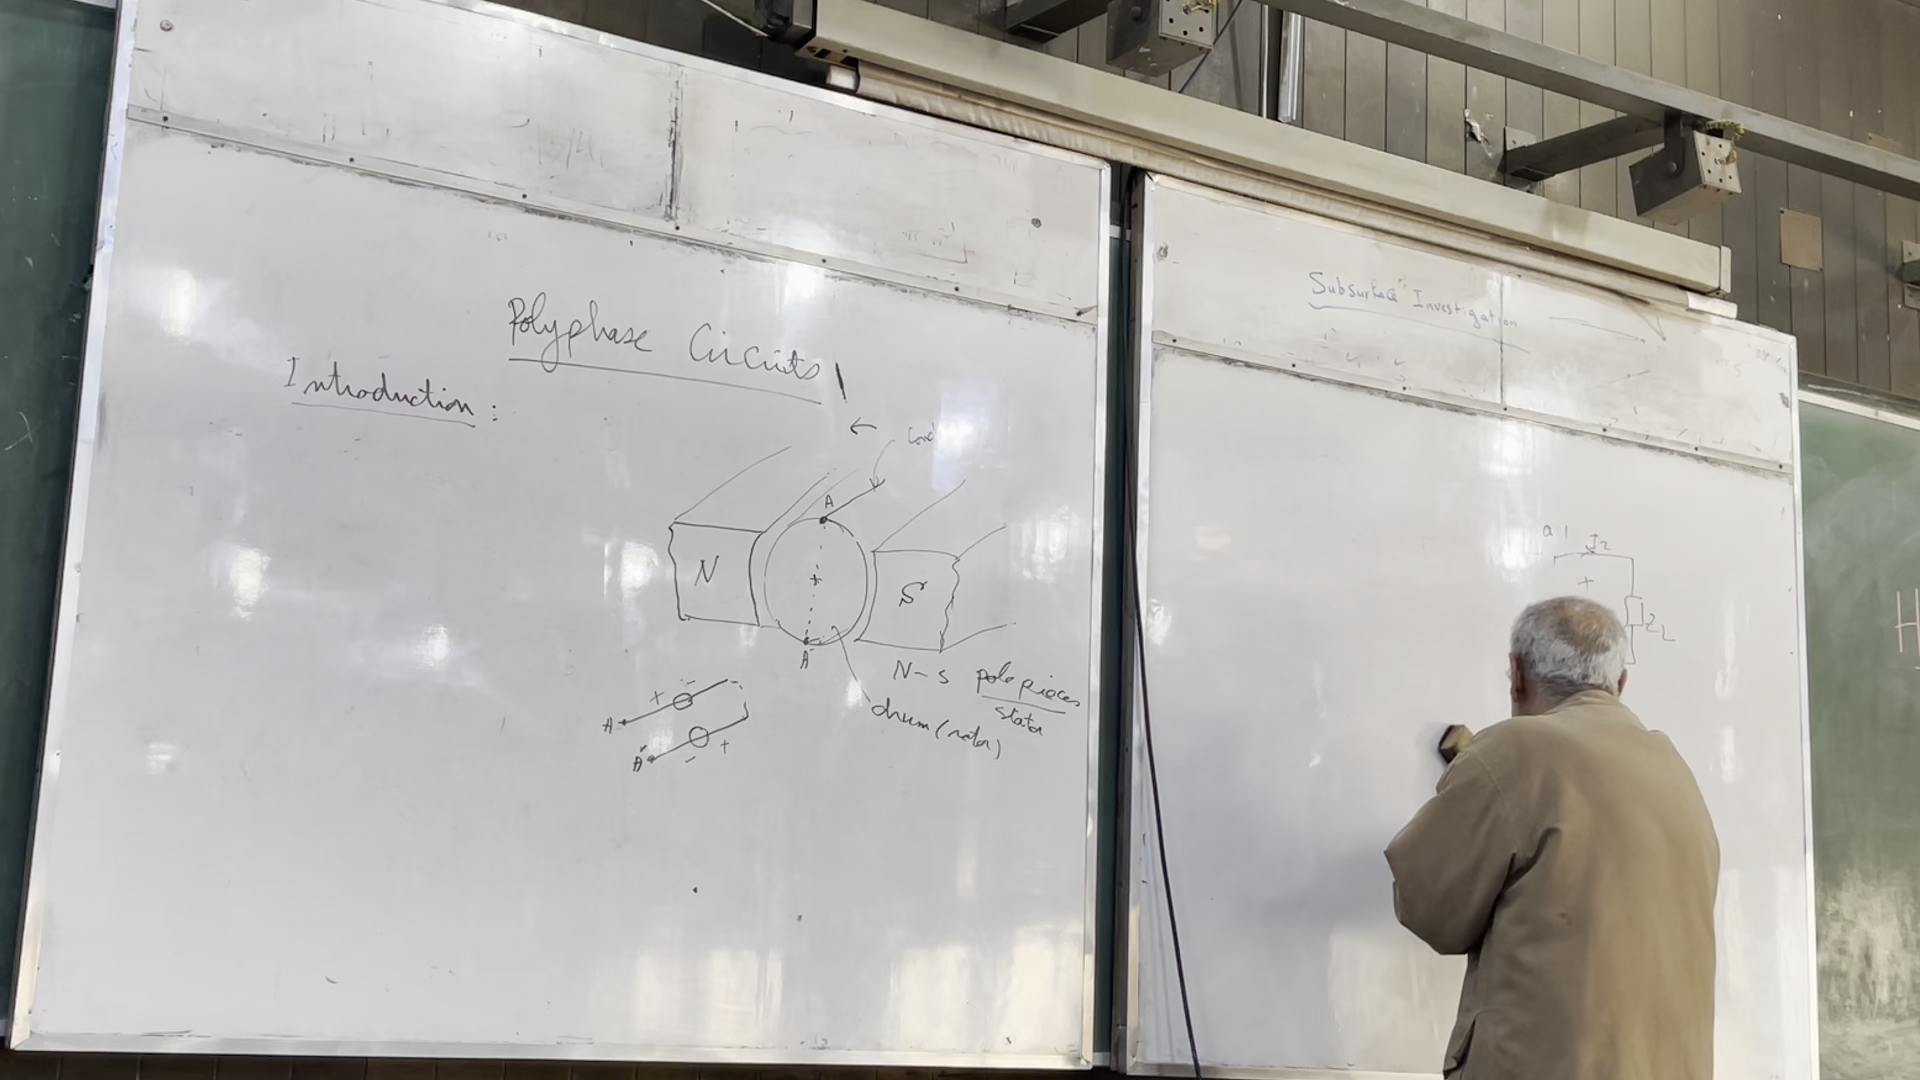 Polyphase Circuits
Introduction :
←
A
N
S
A'
N-S pole pieces
stator
drum (rotor)
+ -
A
A'
- +
Subsurface Investigation
a I2
+
ZL
H